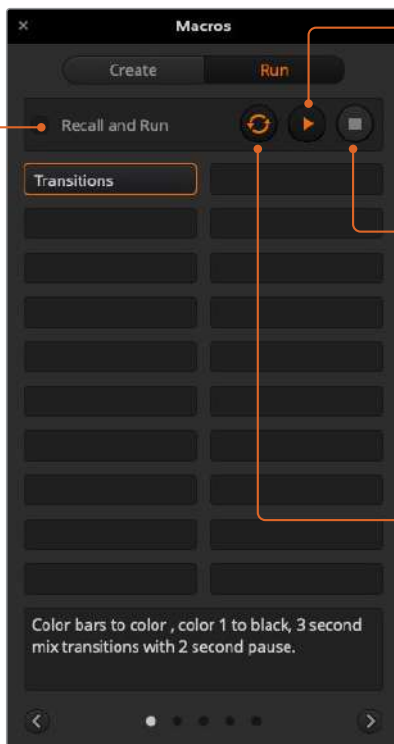 Macros
Create Run
Recall and Run
Transitions
Color bars to color , color 1 to black, 3 second
mix transitions with 2 second pause.